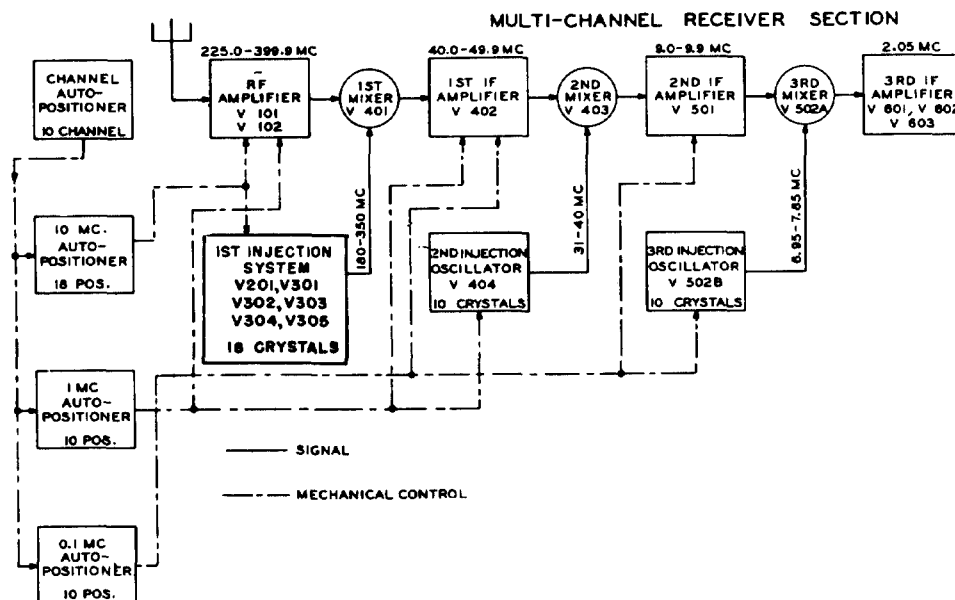 MULTI-CHANNEL RECEIVER SECTION
CHANNEL
AUTO-
POSITIONER
10 CHANNEL
225.0-399.9 MC
RF
AMPLIFIER
V 101
V 102
1ST
MIXER
V 401
40.0-49.9 MC
1ST IF
AMPLIFIER
V 402
2ND
MIXER
V 403
9.0-9.9 MC
2ND IF
AMPLIFIER
V 501
3RD
MIXER
V 502A
2.05 MC
3RD IF
AMPLIFIER
V 601, V 602
V 603
10 MC.
AUTO-
POSITIONER
18 POS.
1ST INJECTION
SYSTEM
V201,V301
V302,V303
V304,V305
18 CRYSTALS
180-350 MC
2ND INJECTION
OSCILLATOR
V 404
10 CRYSTALS
31-40 MC
3RD INJECTION
OSCILLATOR
V 502B
10 CRYSTALS
6.95-7.85 MC
1 MC
AUTO-
POSITIONER
10 POS.
SIGNAL
MECHANICAL CONTROL
0.1 MC
AUTO-
POSITIONER
10 POS.